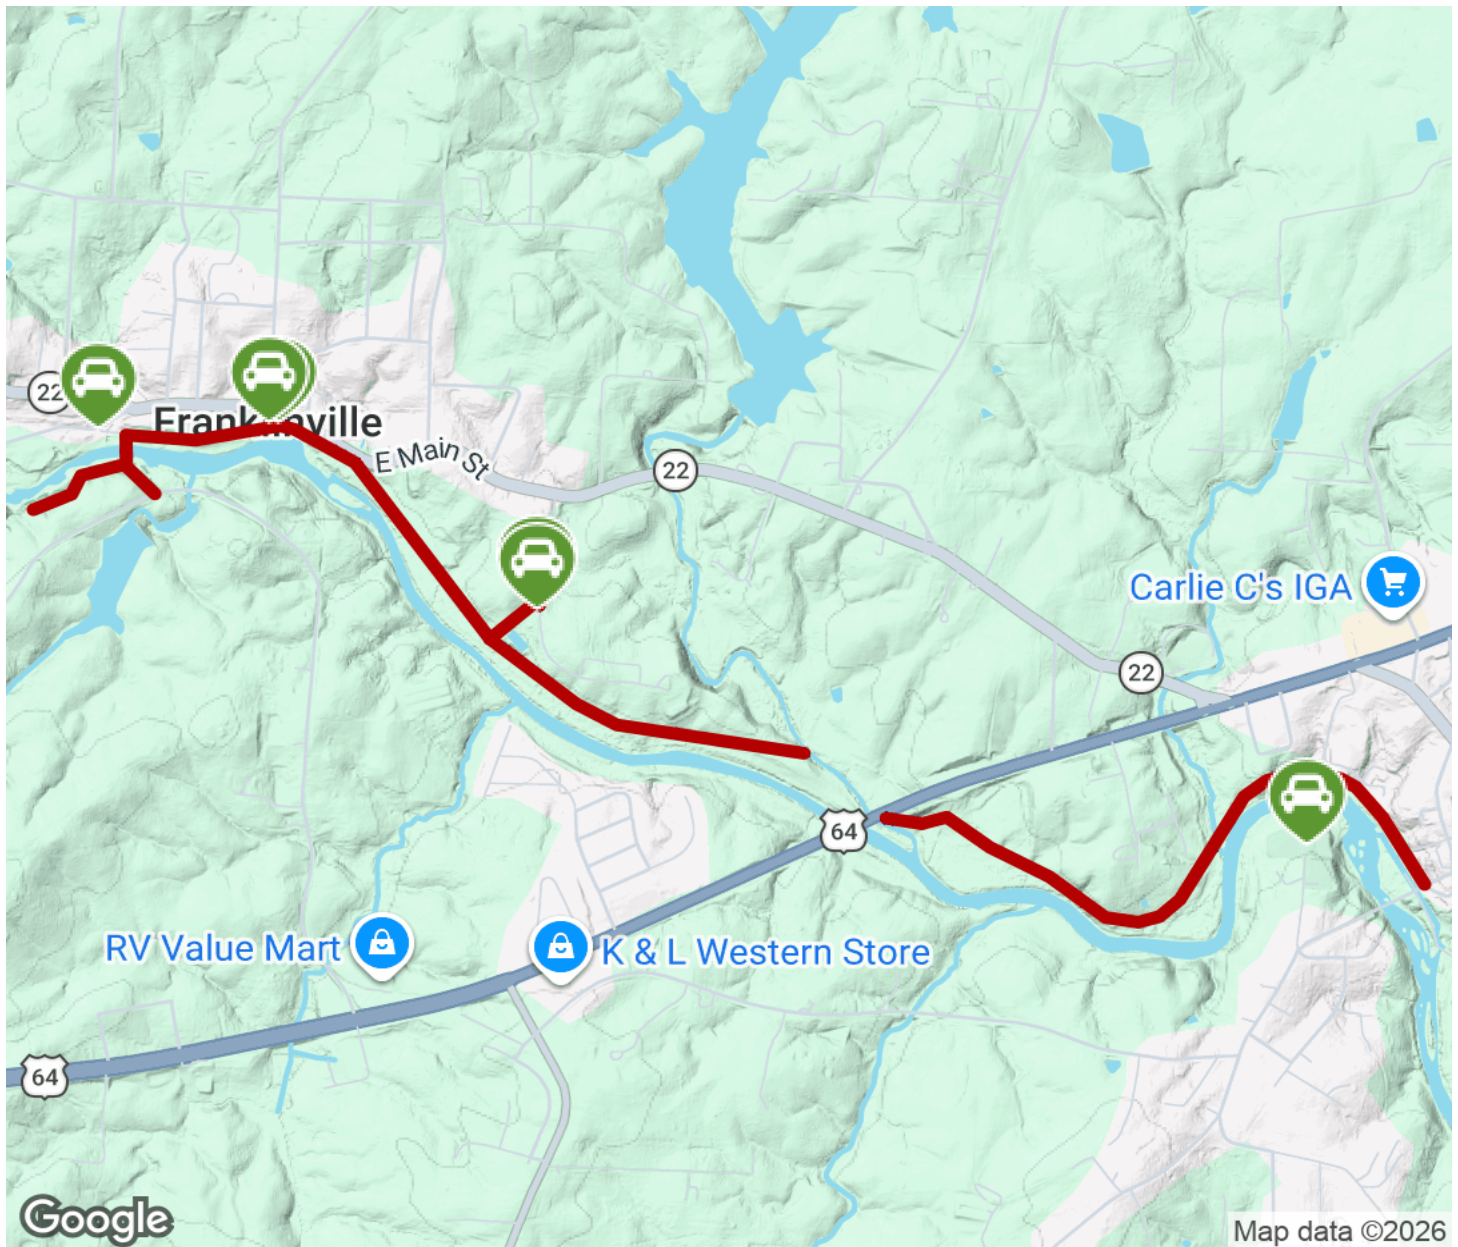 22
Franklinville
E Main St
22
Carlie C's IGA
22
64
RV Value Mart
K & L Western Store
64
Google
Map data ©2026